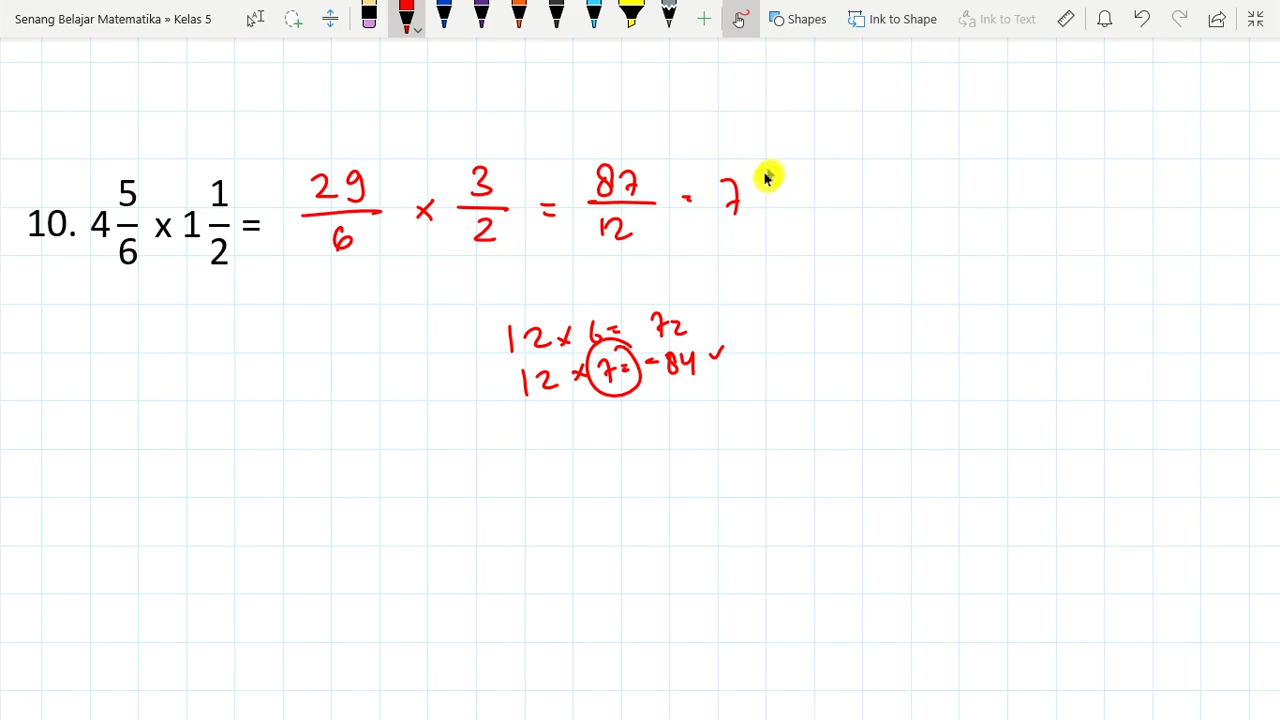 Senang Belajar Matematika » Kelas 5
Shapes
Ink to Shape
Ink to Text
10. 4 5/6 x 1 1/2 = 29/6 x 3/2 = 87/12 = 7
12 x 6 = 72
12 x 7 = 84 ✓